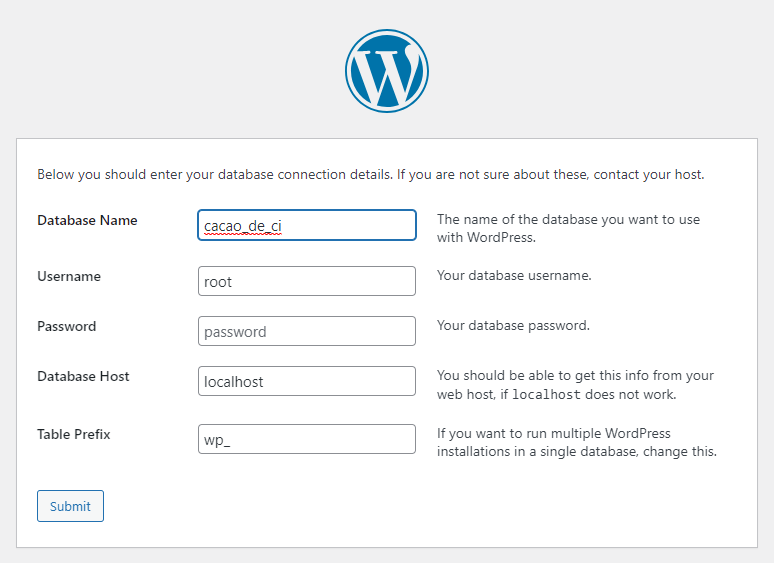 Below you should enter your database connection details. If you are not sure about these, contact your host.
Database Name
cacao_de_ci
The name of the database you want to use
with WordPress.
Username
root
Your database username.
Password
password
Your database password.
Database Host
localhost
You should be able to get this info from your
web host, if localhost does not work.
Table Prefix
wp_
If you want to run multiple WordPress
installations in a single database, change this.
Submit